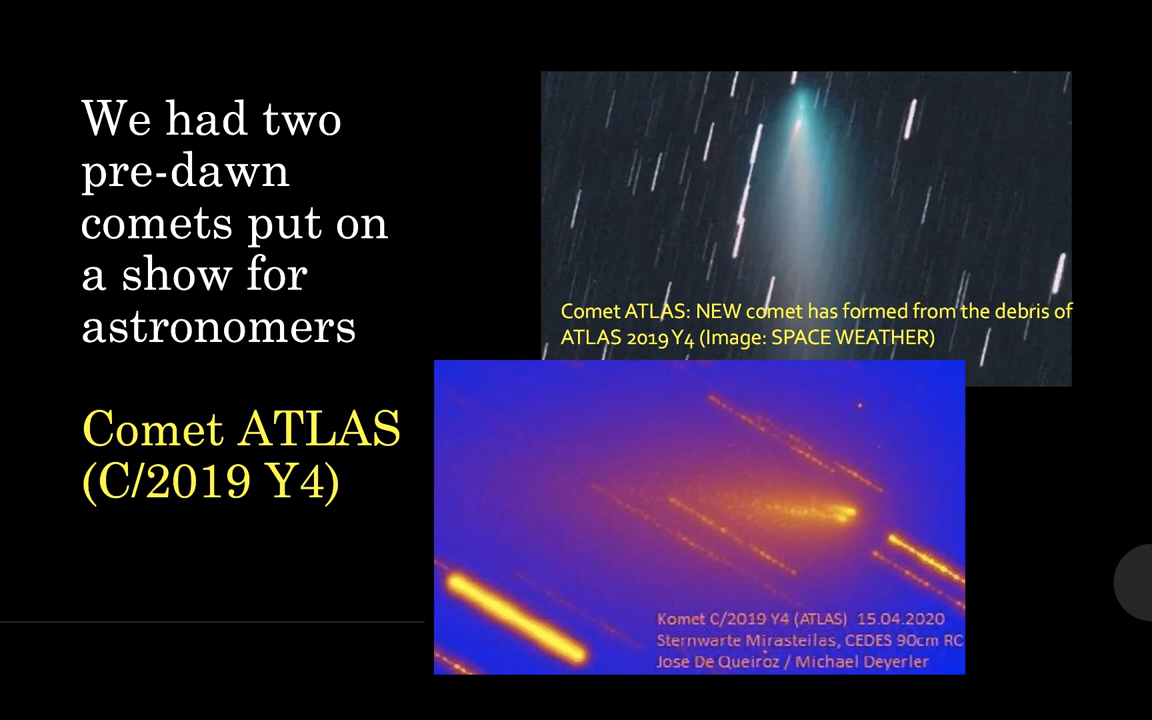 We had two
pre-dawn
comets put on
a show for
astronomers
Comet ATLAS
(C/2019 Y4)
Comet ATLAS: NEW comet has formed from the debris of
ATLAS 2019 Y4 (Image: SPACE WEATHER)
Komet C/2019 Y4 (ATLAS) 15.04.2020
Sternwarte Mirasteilas, CEDES 90cm RC
Jose De Queiroz / Michael Deyerler